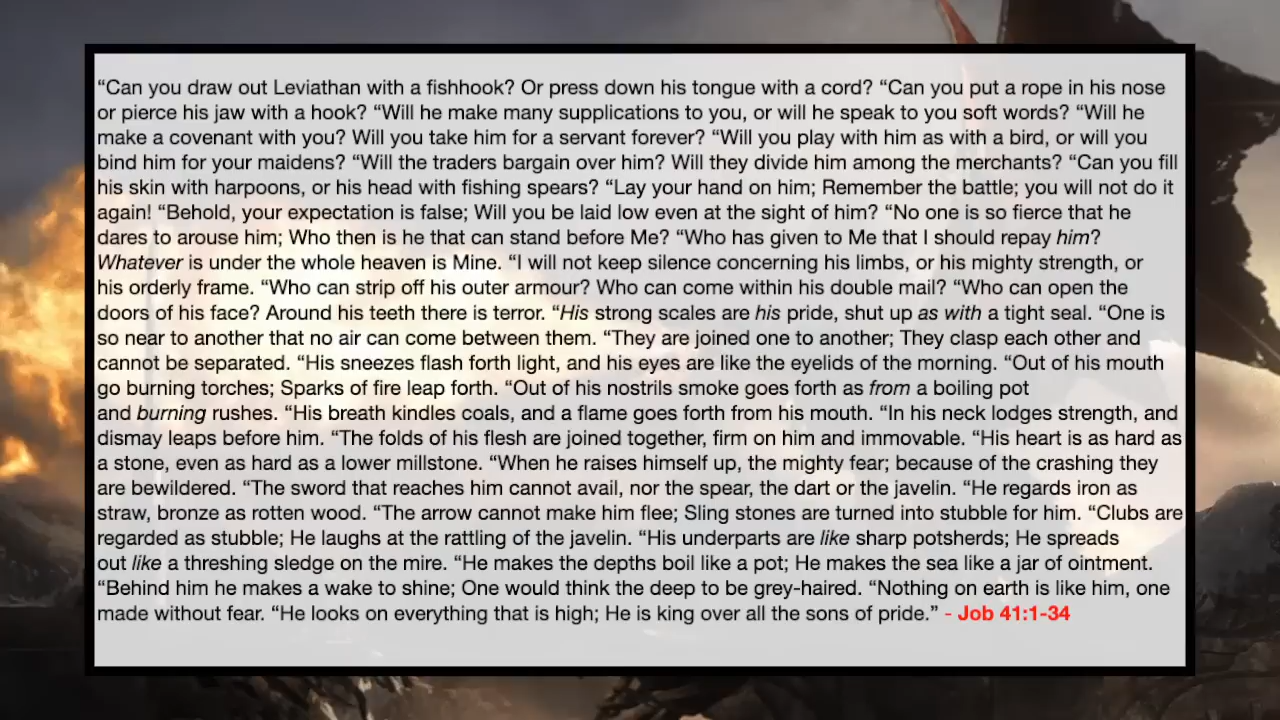 “Can you draw out Leviathan with a fishhook? Or press down his tongue with a cord? “Can you put a rope in his nose
or pierce his jaw with a hook? “Will he make many supplications to you, or will he speak to you soft words? “Will he
make a covenant with you? Will you take him for a servant forever? “Will you play with him as with a bird, or will you
bind him for your maidens? “Will the traders bargain over him? Will they divide him among the merchants? “Can you fill
his skin with harpoons, or his head with fishing spears? “Lay your hand on him; Remember the battle; you will not do it
again! “Behold, your expectation is false; Will you be laid low even at the sight of him? “No one is so fierce that he
dares to arouse him; Who then is he that can stand before Me? “Who has given to Me that I should repay him?
Whatever is under the whole heaven is Mine. “I will not keep silence concerning his limbs, or his mighty strength, or
his orderly frame. “Who can strip off his outer armour? Who can come within his double mail? “Who can open the
doors of his face? Around his teeth there is terror. “His strong scales are his pride, shut up as with a tight seal. “One is
so near to another that no air can come between them. “They are joined one to another; They clasp each other and
cannot be separated. “His sneezes flash forth light, and his eyes are like the eyelids of the morning. “Out of his mouth
go burning torches; Sparks of fire leap forth. “Out of his nostrils smoke goes forth as from a boiling pot
and burning rushes. “His breath kindles coals, and a flame goes forth from his mouth. “In his neck lodges strength, and
dismay leaps before him. “The folds of his flesh are joined together, firm on him and immovable. “His heart is as hard as
a stone, even as hard as a lower millstone. “When he raises himself up, the mighty fear; because of the crashing they
are bewildered. “The sword that reaches him cannot avail, nor the spear, the dart or the javelin. “He regards iron as
straw, bronze as rotten wood. “The arrow cannot make him flee; Sling stones are turned into stubble for him. “Clubs are
regarded as stubble; He laughs at the rattling of the javelin. “His underparts are like sharp potsherds; He spreads
out like a threshing sledge on the mire. “He makes the depths boil like a pot; He makes the sea like a jar of ointment.
“Behind him he makes a wake to shine; One would think the deep to be grey-haired. “Nothing on earth is like him, one
made without fear. “He looks on everything that is high; He is king over all the sons of pride.” - Job 41:1-34